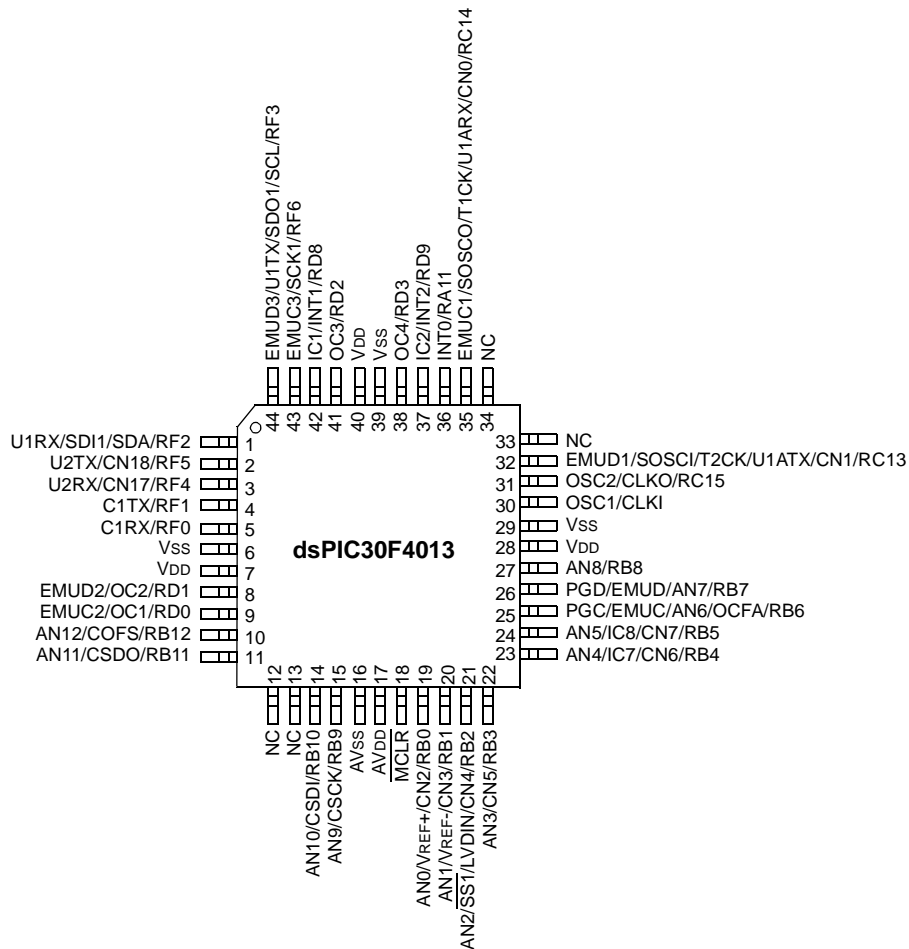 EMUD3/U1TX/SDO1/SCL/RF3
EMUC3/SCK1/RF6
IC1/INT1/RD8
OC3/RD2
VDD
VSS
OC4/RD3
IC2/INT2/RD9
INT0/RA11
EMUC1/SOSCO/T1CK/U1ARX/CN0/RC14
NC
44
43
42
41
40
39
38
37
36
35
34
U1RX/SDI1/SDA/RF2 1
U2TX/CN18/RF5 2
U2RX/CN17/RF4 3
C1TX/RF1 4
C1RX/RF0 5
VSS 6
VDD 7
EMUD2/OC2/RD1 8
EMUC2/OC1/RD0 9
AN12/COFS/RB12 10
AN11/CSDO/RB11 11
dsPIC30F4013
33 NC
32 EMUD1/SOSCI/T2CK/U1ATX/CN1/RC13
31 OSC2/CLKO/RC15
30 OSC1/CLKI
29 VSS
28 VDD
27 AN8/RB8
26 PGD/EMUD/AN7/RB7
25 PGC/EMUC/AN6/OCFA/RB6
24 AN5/IC8/CN7/RB5
23 AN4/IC7/CN6/RB4
12
13
14
15
16
17
18
19
20
21
22
NC
NC
AN10/CSDI/RB10
AN9/CSCK/RB9
AVSS
AVDD
MCLR
AN0/VREF+/CN2/RB0
AN1/VREF-/CN3/RB1
AN2/SS1/LVDIN/CN4/RB2
AN3/CN5/RB3